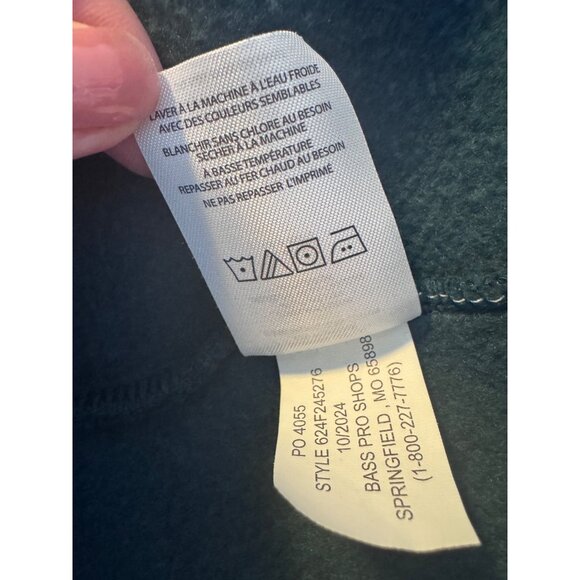 LAVER À LA MACHINE À L'EAU FROIDE
AVEC DES COULEURS SEMBLABLES
BLANCHIR SANS CHLORE AU BESOIN
SÉCHER À LA MACHINE
À BASSE TEMPÉRATURE
REPASSER AU FER CHAUD AU BESOIN
NE PAS REPASSER L'IMPRIMÉ
PO 4055
STYLE 624F245276
10/2024
BASS PRO SHOPS
SPRINGFIELD , MO 65898
(1-800-227-7776)